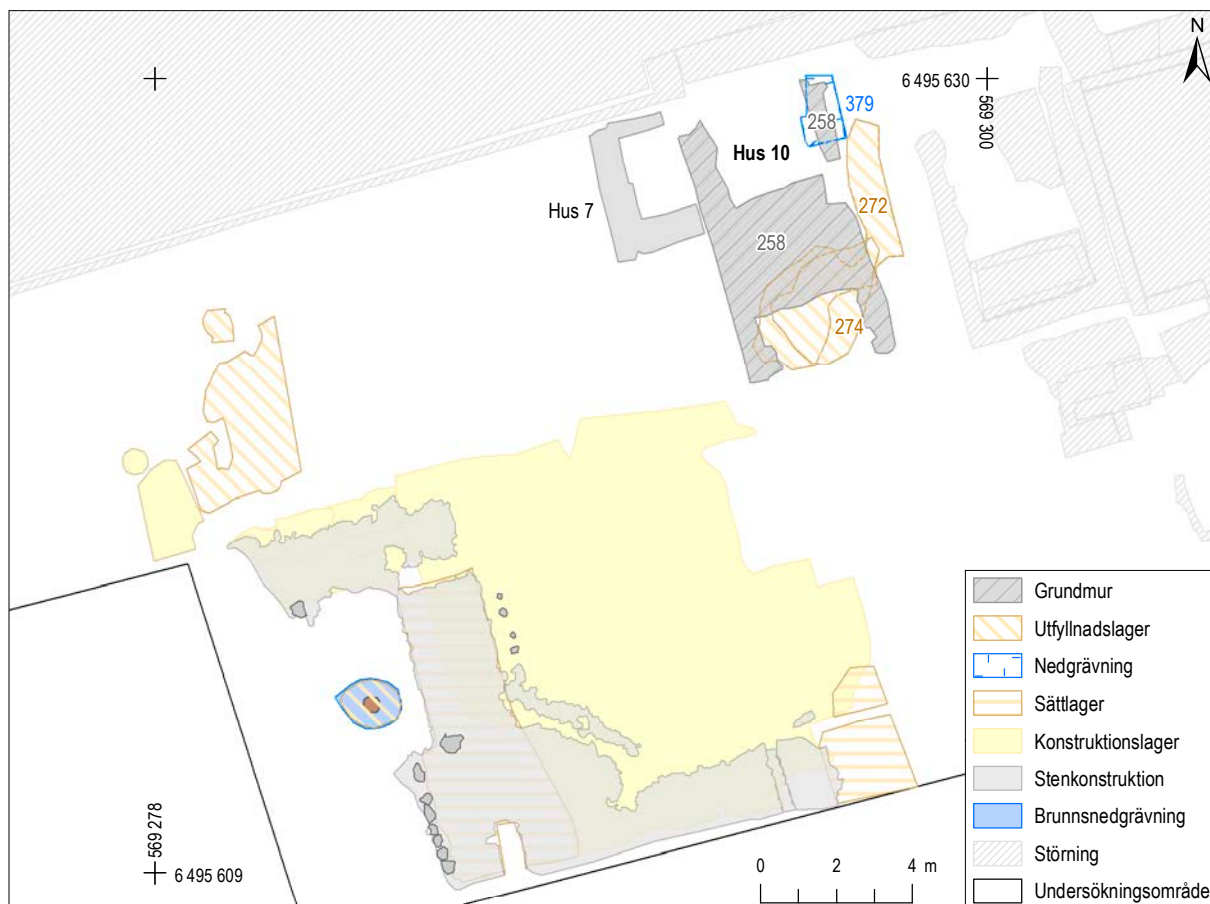 N
6 495 630
569 300
379
258
Hus 10
Hus 7
272
258
274
Grundmur
Utfyllnadslager
Nedgrävning
Sättlager
Konstruktionslager
Stenkonstruktion
Brunnsnedgrävning
Störning
Undersökningsområde
569 278
6 495 609
0 2 4 m